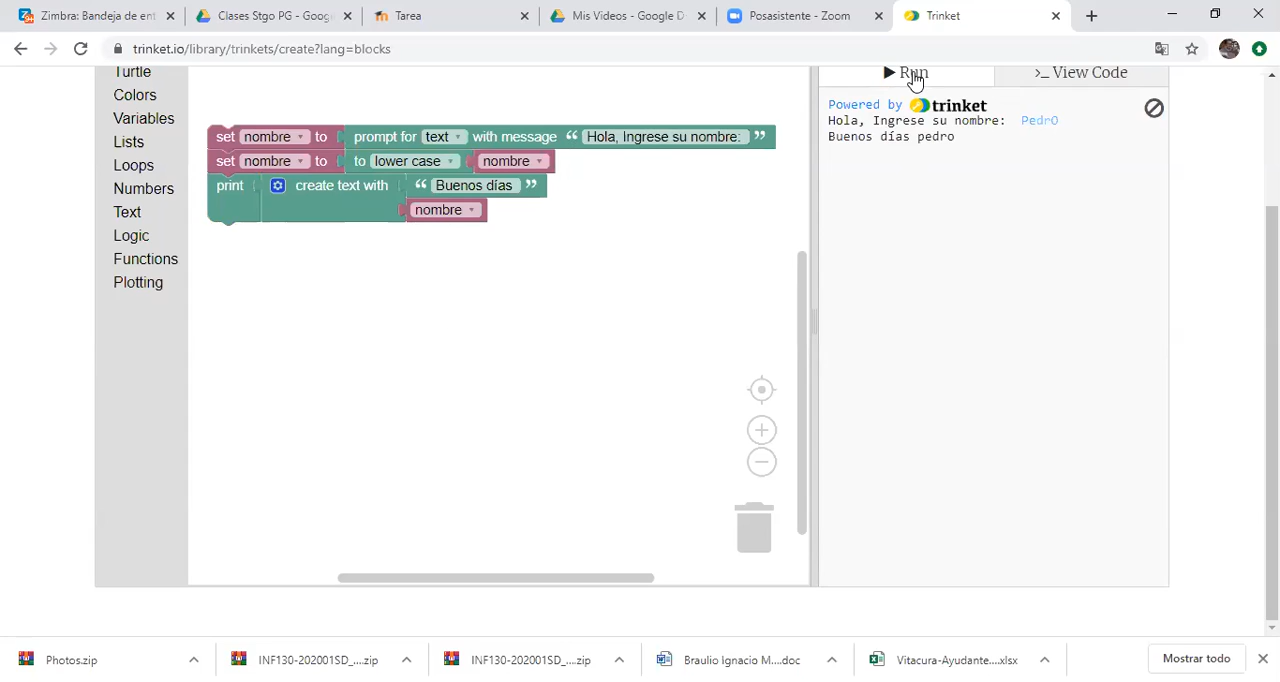 Zimbra: Bandeja de ent
Clases Stgo PG - Goog
Tarea
Mis Videos - Google D
Posasistente - Zoom
Trinket
trinket.io/library/trinkets/create?lang=blocks
Turtle
Colors
Variables
Lists
Loops
Numbers
Text
Logic
Functions
Plotting
set nombre to prompt for text with message “ Hola, Ingrese su nombre: ”
set nombre to to lower case nombre
print create text with “ Buenos días ”
nombre
Run
>_ View Code
Powered by trinket
Hola, Ingrese su nombre: PedrO
Buenos días pedro
Photos.zip
INF130-202001SD_....zip
INF130-202001SD_....zip
Braulio Ignacio M....doc
Vitacura-Ayudante....xlsx
Mostrar todo